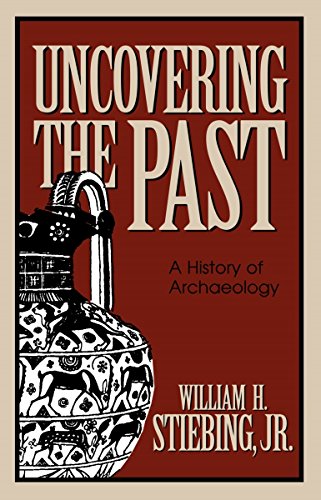 UNCOVERING
THE PAST
A History of
Archaeology
WILLIAM H.
STIEBING, JR.